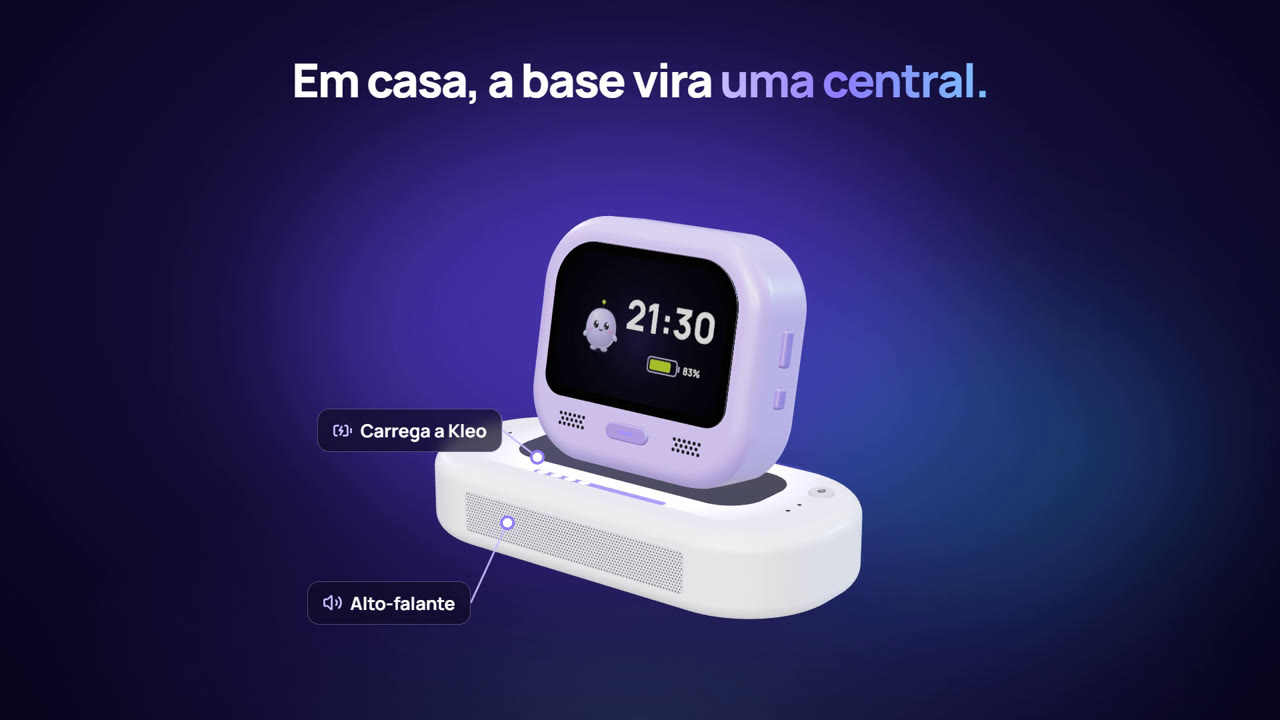 Em casa, a base vira uma central.
21:30
83%
Carrega a Kleo
Alto-falante